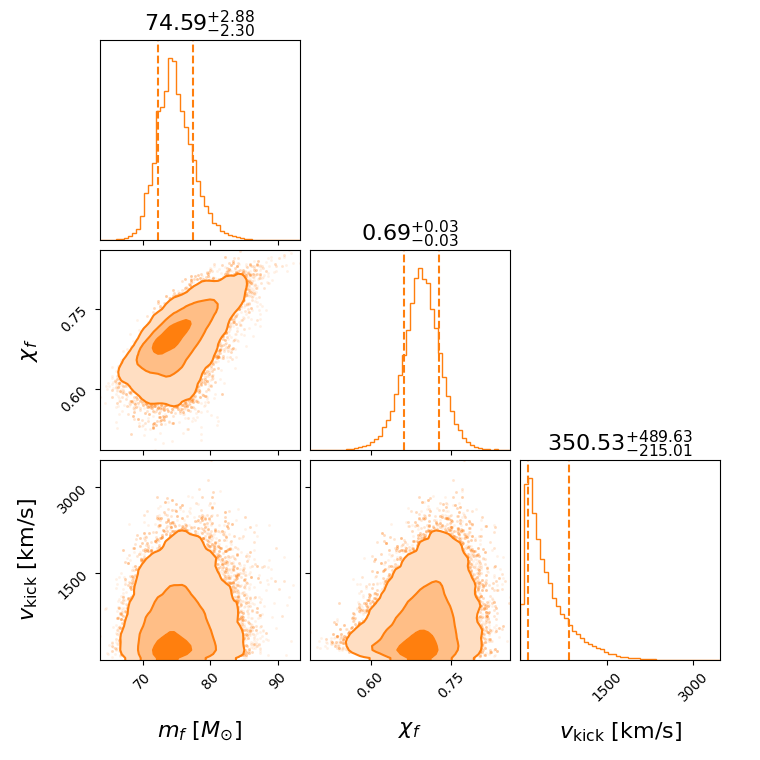 74.59+2.88−2.30
0.75
0.60
χf
0.69+0.03−0.03
3000
1500
vkick [km/s]
350.53+489.63−215.01
70 80 90
0.60 0.75
1500 3000
mf [M⊙]
χf
vkick [km/s]